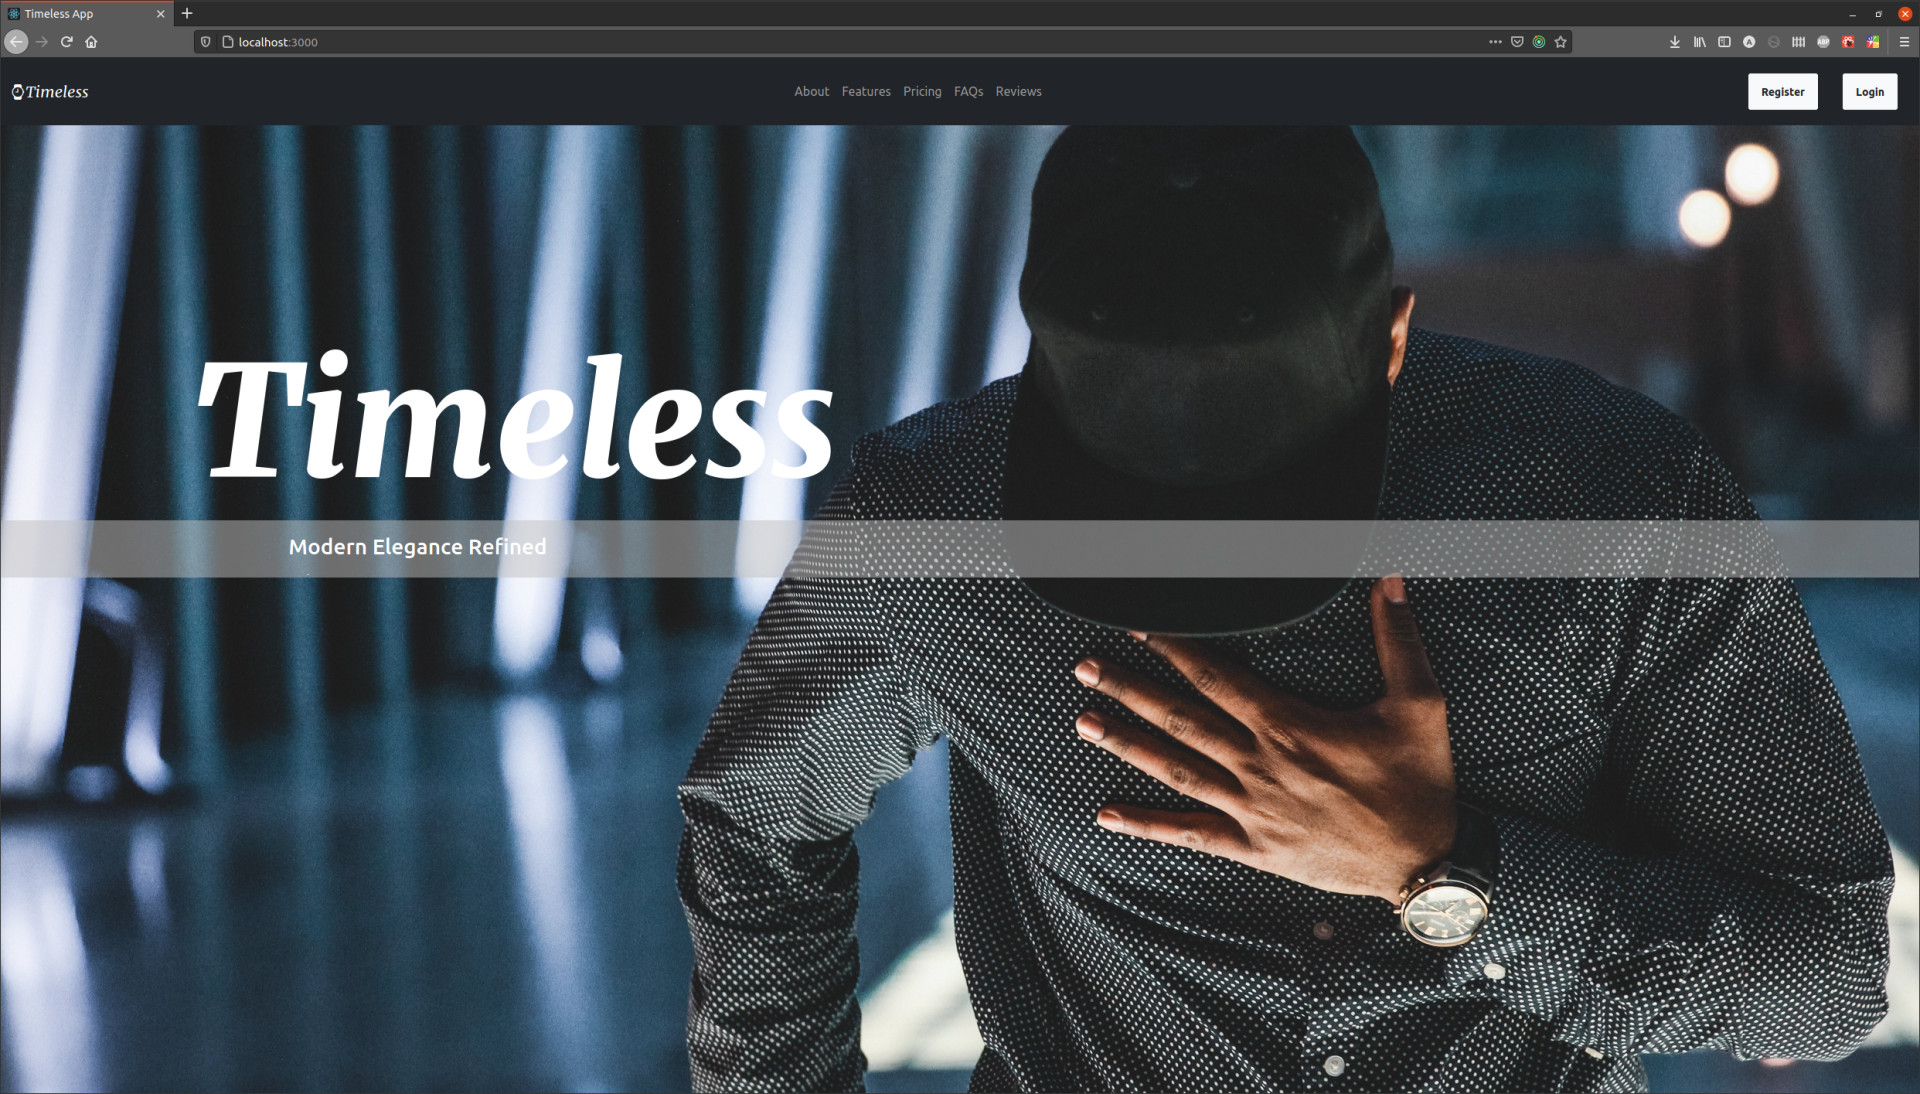 Timeless App
localhost:3000
Timeless
About Features Pricing FAQs Reviews
Register Login
Timeless
Modern Elegance Refined